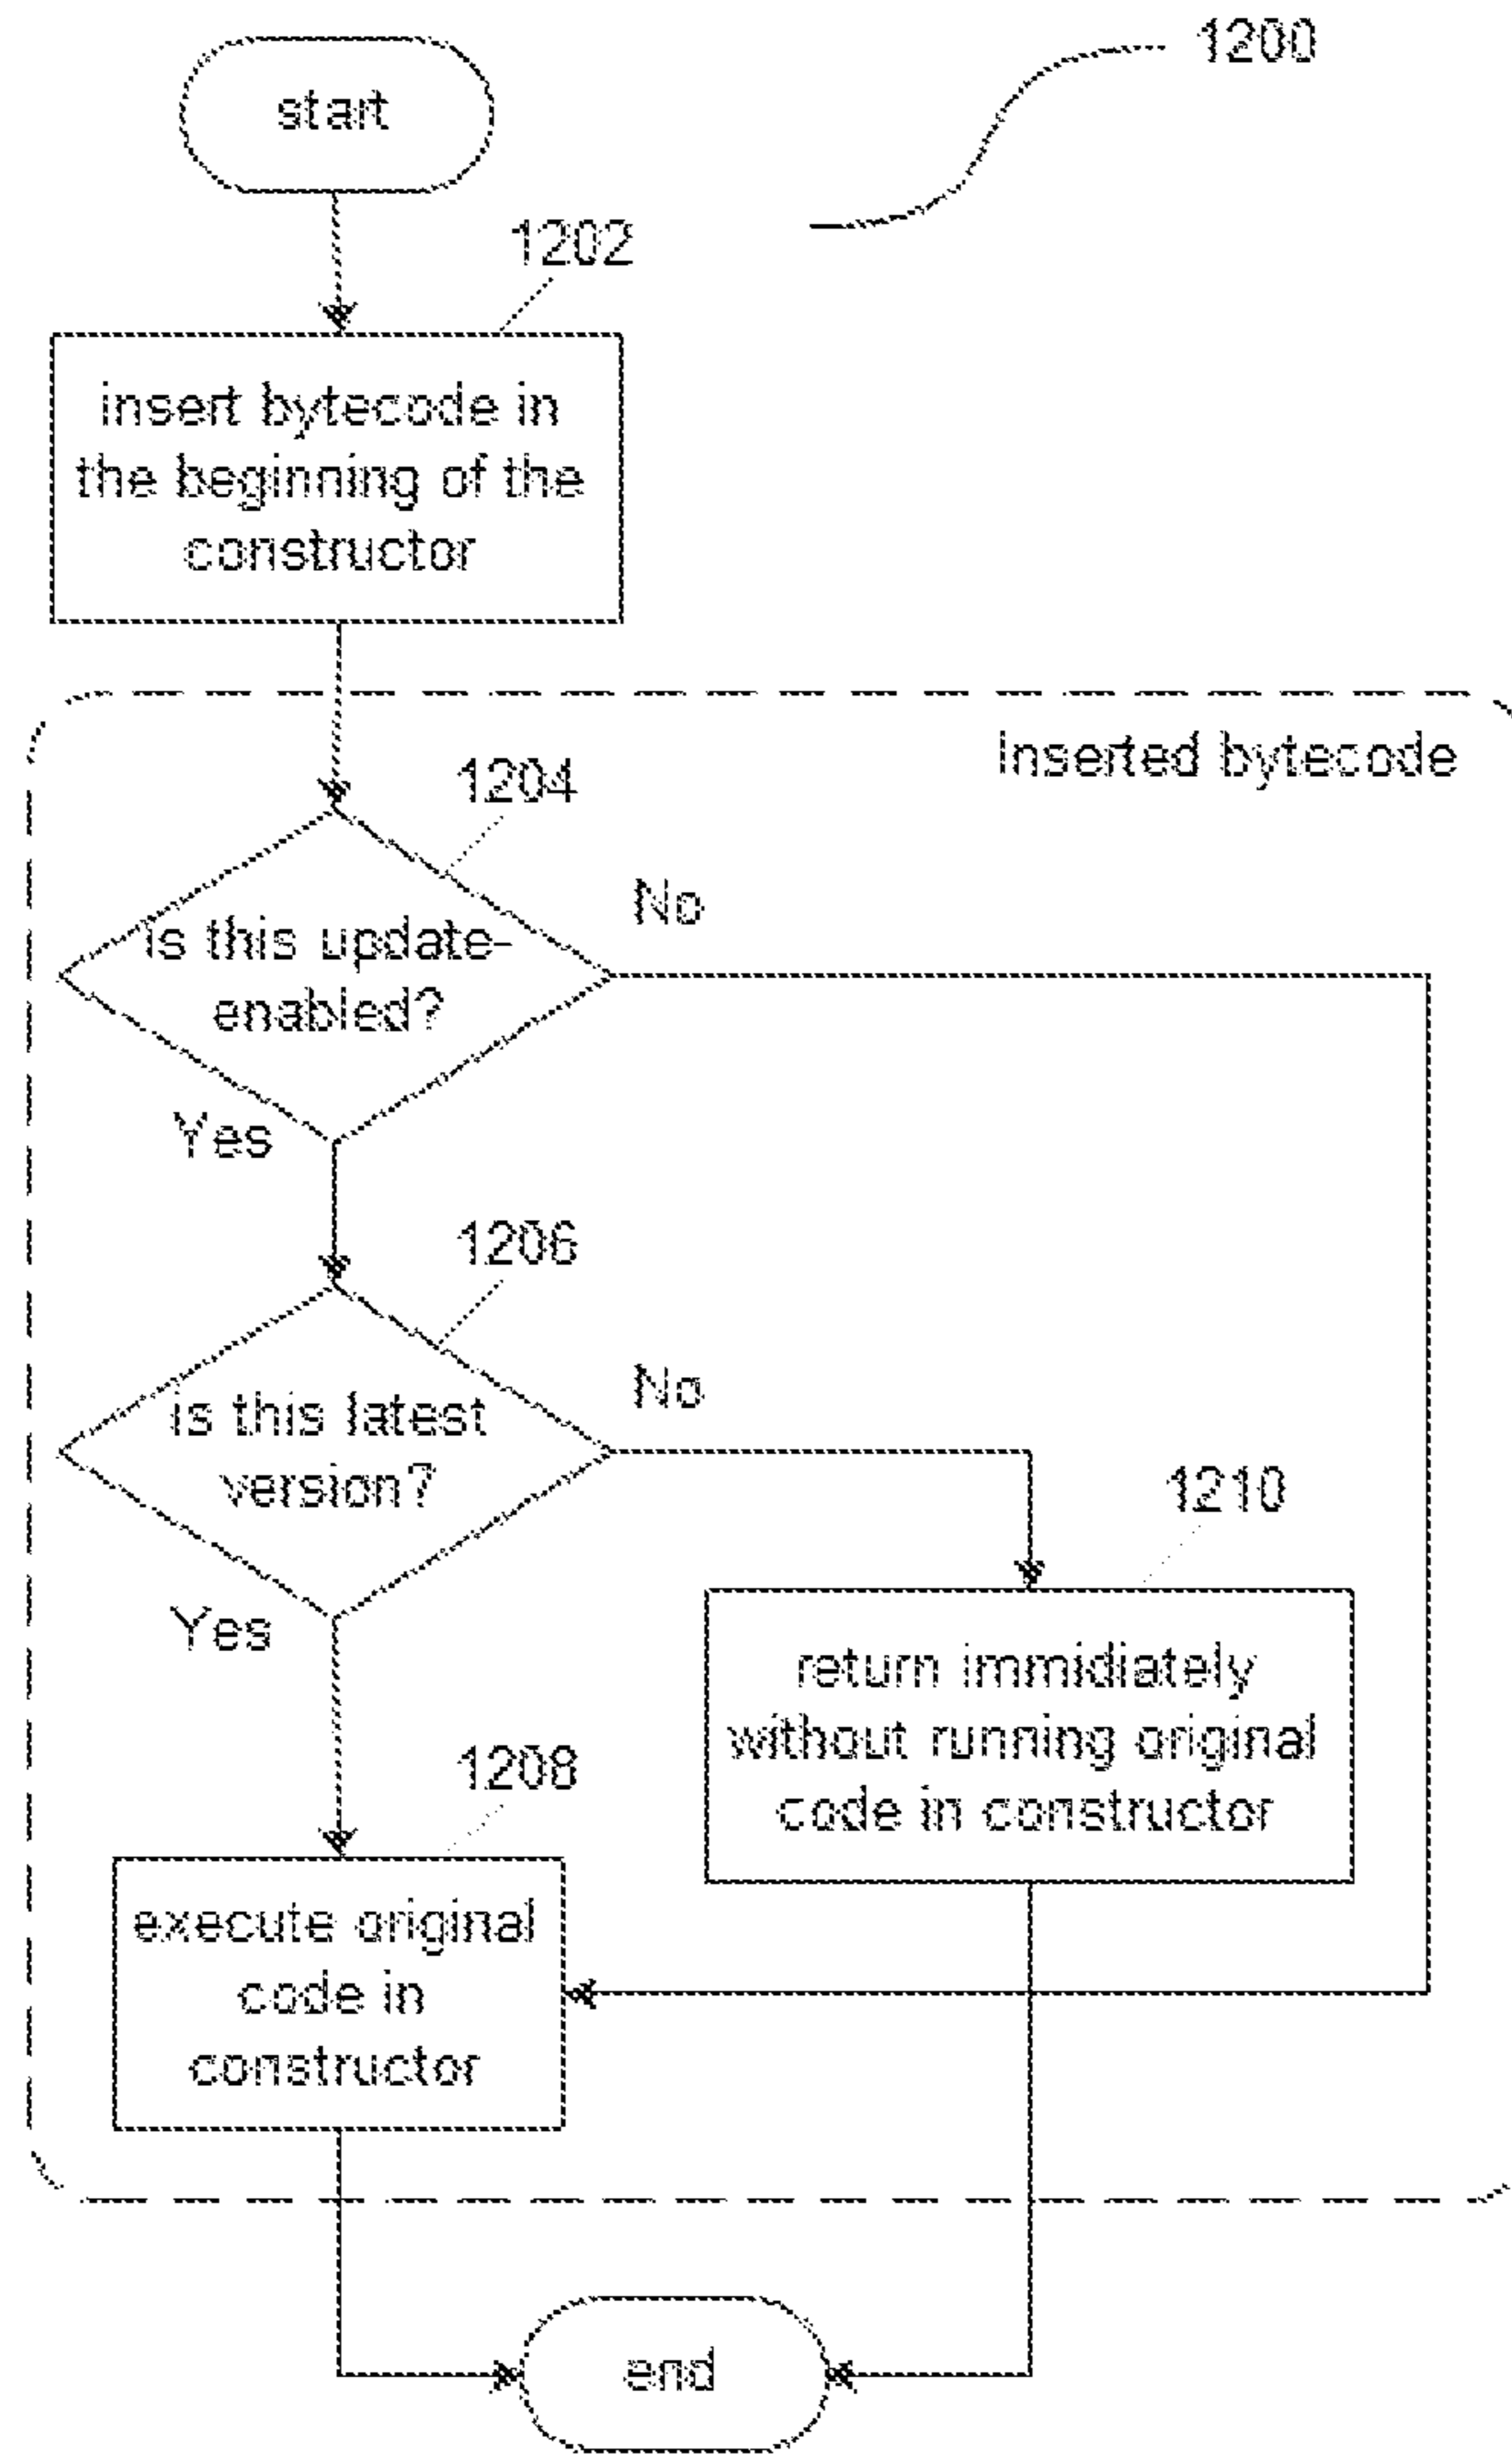 1200
start
1202
insert bytecode in
the beginning of the
constructor
Inserted bytecode
1204
No
is this update-
enabled?
Yes
1206
No
is this latest
version?
1210
Yes
return immidiately
without running original
code in constructor
1208
execute original
code in
constructor
end